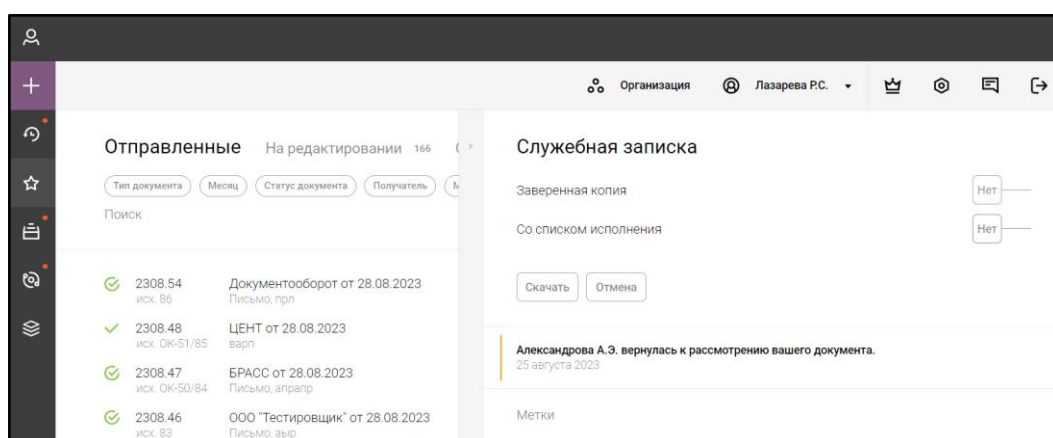 Организация Лазарева Р.С.
Отправленные На редактировании 166
Тип документа Месяц Статус документа Получатель
Поиск
2308.54 Документооборот от 28.08.2023
исх. 86 Письмо, прл
2308.48 ЦЕНТ от 28.08.2023
исх. ОК-51/85 варп
2308.47 БРАСС от 28.08.2023
исх. ОК-50/84 Письмо, апрапр
2308.46 ООО "Тестировщик" от 28.08.2023
исх. 83 Письмо, аыр
Служебная записка
Заверенная копия Нет
Со списком исполнения Нет
Скачать Отмена
Александрова А.Э. вернулась к рассмотрению вашего документа.
25 августа 2023
Метки